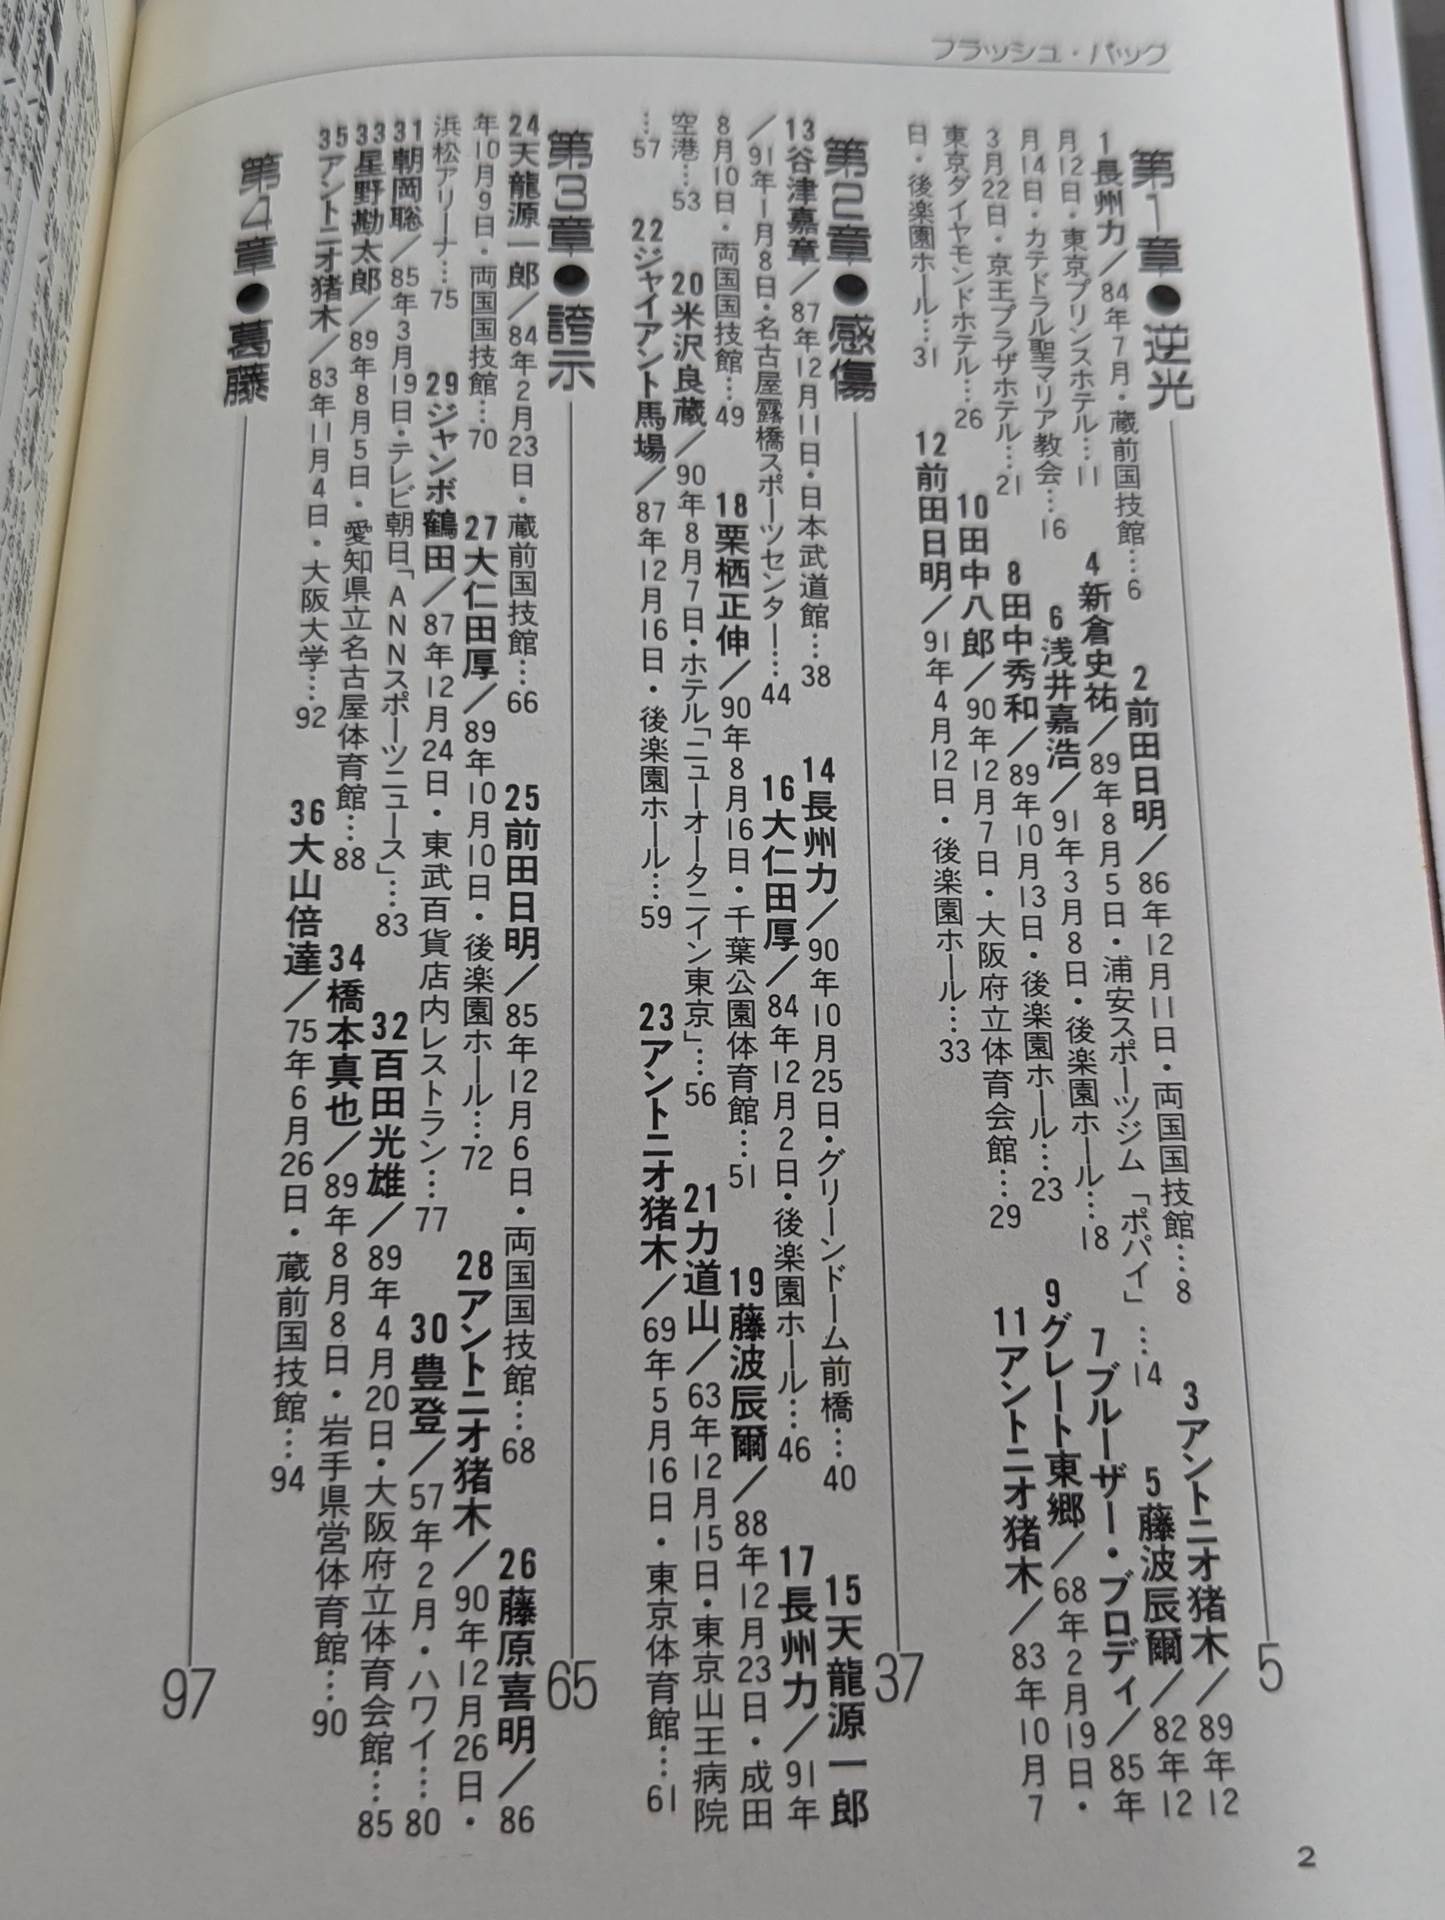 フラッシュ・バック
第1章●逆光 5
1長州力/84年7月・蔵前国技館…6 2前田日明/86年12月11日・両国国技館…8 3アントニオ猪木/89年12
月12日・東京プリンスホテル…11 4新倉史祐/89年8月5日・浦安スポーツジム「ポパイ」…14 5藤波辰爾/82年12
月14日・カテドラル聖マリア教会…16 6浅井嘉浩/91年3月8日・後楽園ホール…18 7ブルーザー・ブロディ/85年
3月22日・京王プラザホテル…21 8田中秀和/89年10月13日・後楽園ホール…23 9グレート東郷/68年2月19日・
東京ダイヤモンドホテル…26 10田中八郎/90年12月7日・大阪府立体育会館…29 11アントニオ猪木/83年10月7
日・後楽園ホール…31 12前田日明/91年4月12日・後楽園ホール…33
第2章●感傷 37
13谷津嘉章/87年12月11日・日本武道館…38 14長州力/90年10月25日・グリーンドーム前橋…40 15天龍源一郎
/91年1月8日・名古屋露橋スポーツセンター…44 16大仁田厚/84年12月2日・後楽園ホール…46 17長州力/91年
8月10日・両国国技館…49 18栗栖正伸/90年8月16日・千葉公園体育館…51 19藤波辰爾/88年12月23日・成田
空港…53 20米沢良蔵/90年8月7日・ホテル「ニューオータニイン東京」…56 21力道山/63年12月15日・東京山王病院
…57 22ジャイアント馬場/87年12月16日・後楽園ホール…59 23アントニオ猪木/69年5月16日・東京体育館…61
第3章●誇示 65
24天龍源一郎/84年2月23日・蔵前国技館…66 25前田日明/85年12月6日・両国国技館…68 26藤原喜明/86
年10月9日・両国国技館…70 27大仁田厚/89年10月10日・後楽園ホール…72 28アントニオ猪木/90年12月26日・
浜松アリーナ…75 29ジャンボ鶴田/87年12月24日・東武百貨店内レストラン…77 30豊登/57年2月・ハワイ…80
31朝岡聡/85年3月19日・テレビ朝日「ANNスポーツニュース」…83 32百田光雄/89年4月20日・大阪府立体育会館…85
33星野勘太郎/89年8月5日・愛知県立名古屋体育館…88 34橋本真也/89年8月8日・岩手県営体育館…90
35アントニオ猪木/83年11月4日・大阪大学…92 36大山倍達/75年6月26日・蔵前国技館…94
第4章●葛藤 97
2